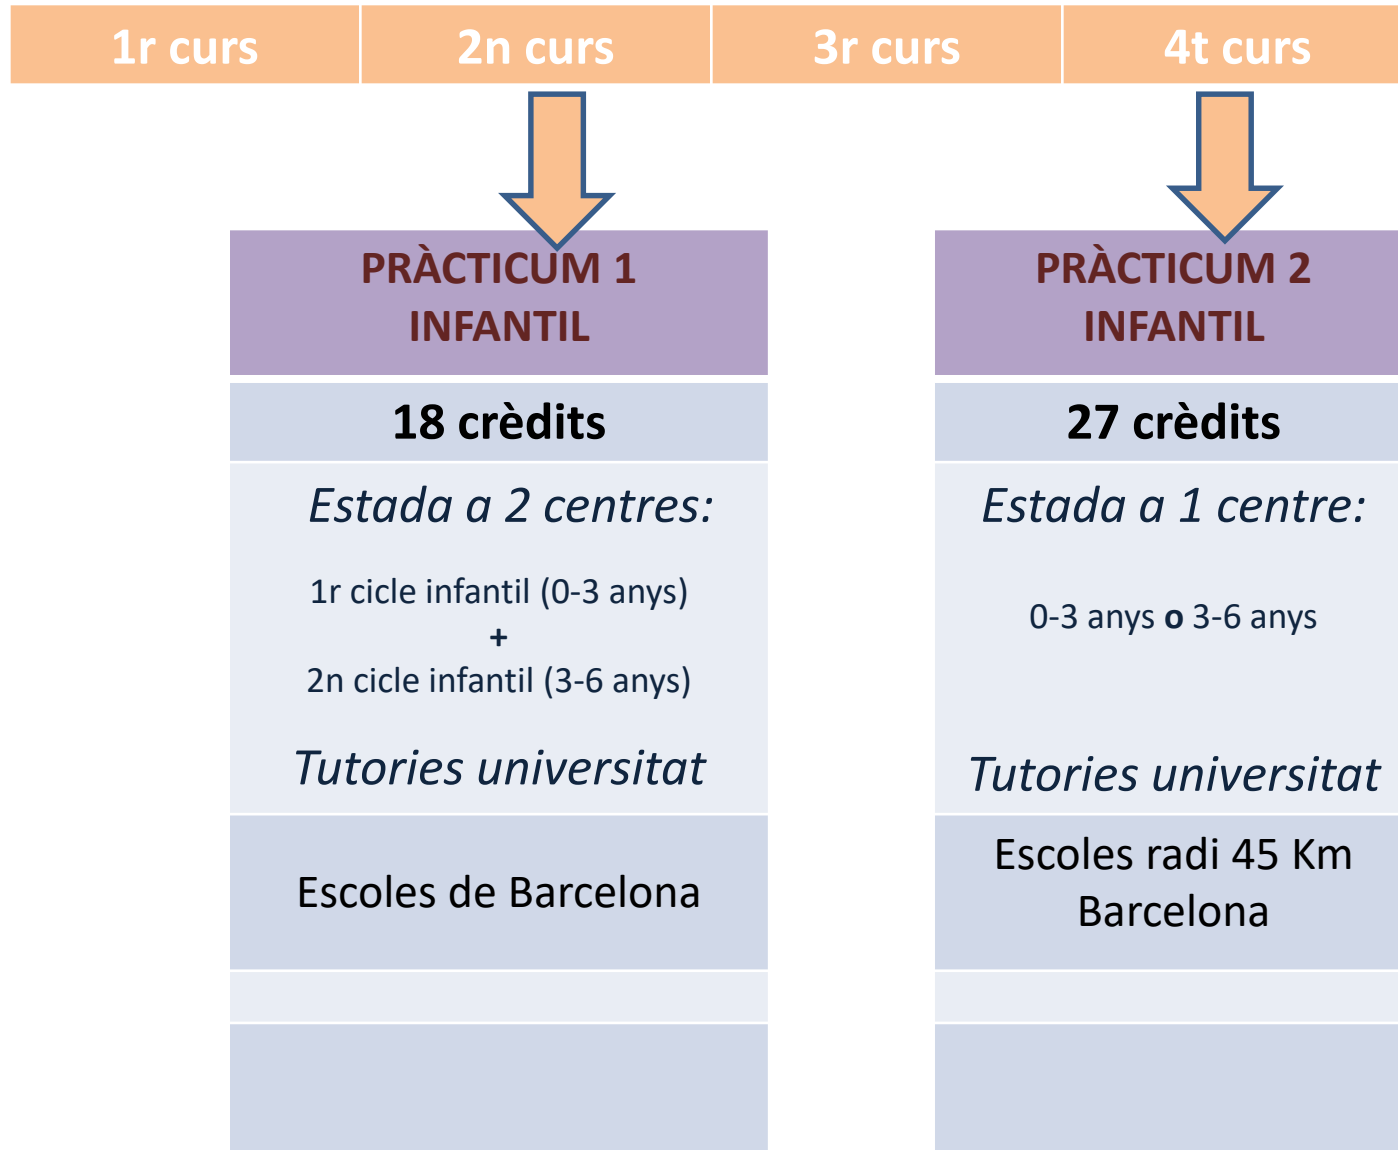 1r curs
2n curs
3r curs
4t curs
PRÀCTICUM 1
INFANTIL
18 crèdits
Estada a 2 centres:
1r cicle infantil (0-3 anys)
+
2n cicle infantil (3-6 anys)
Tutories universitat
Escoles de Barcelona
PRÀCTICUM 2
INFANTIL
27 crèdits
Estada a 1 centre:
0-3 anys o 3-6 anys
Tutories universitat
Escoles radi 45 Km
Barcelona